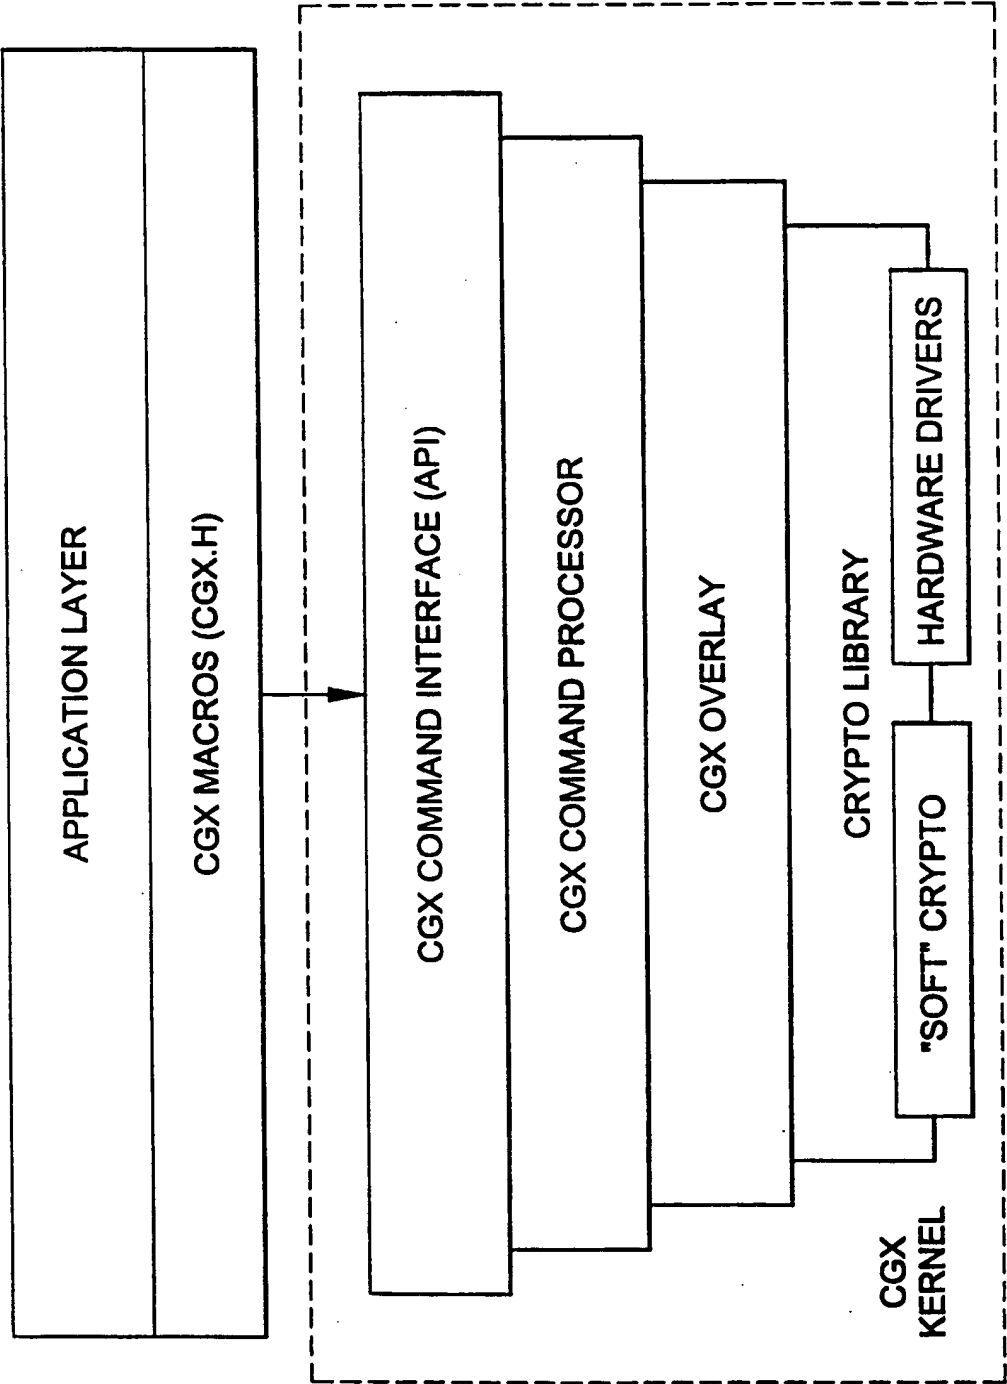 APPLICATION LAYER
CGX MACROS (CGX.H)
CGX COMMAND INTERFACE (API)
CGX COMMAND PROCESSOR
CGX OVERLAY
CRYPTO LIBRARY
"SOFT" CRYPTO
HARDWARE DRIVERS
CGX
KERNEL